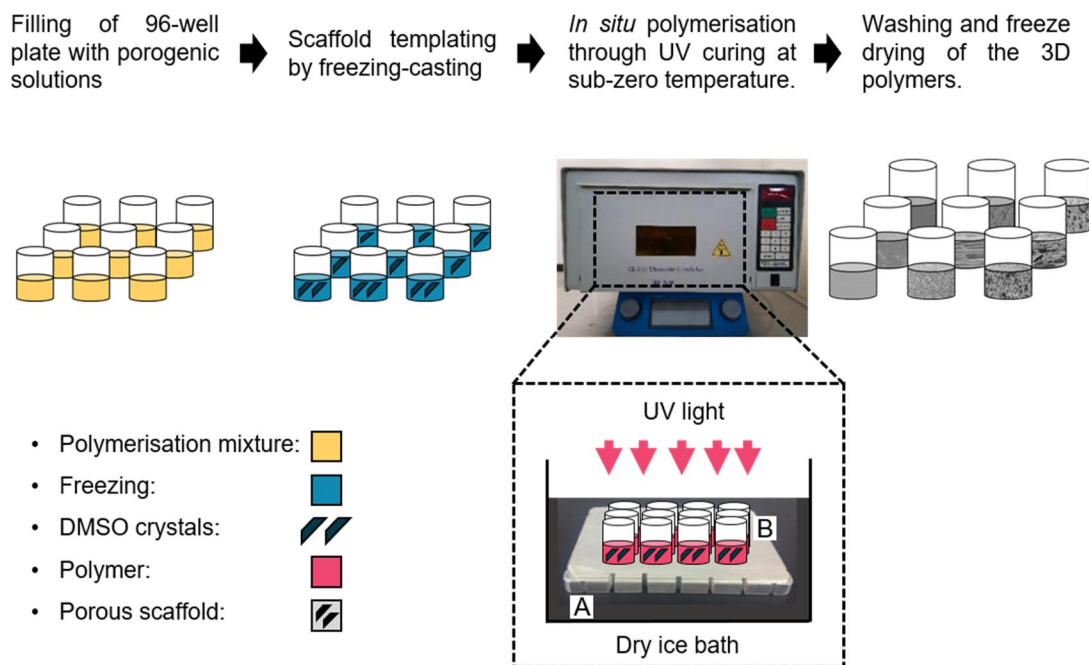 Filling of 96-well
plate with porogenic
solutions
Scaffold templating
by freezing-casting
In situ polymerisation
through UV curing at
sub-zero temperature.
Washing and freeze
drying of the 3D
polymers.
UV light
B
A
Dry ice bath
• Polymerisation mixture:
• Freezing:
• DMSO crystals:
• Polymer:
• Porous scaffold: